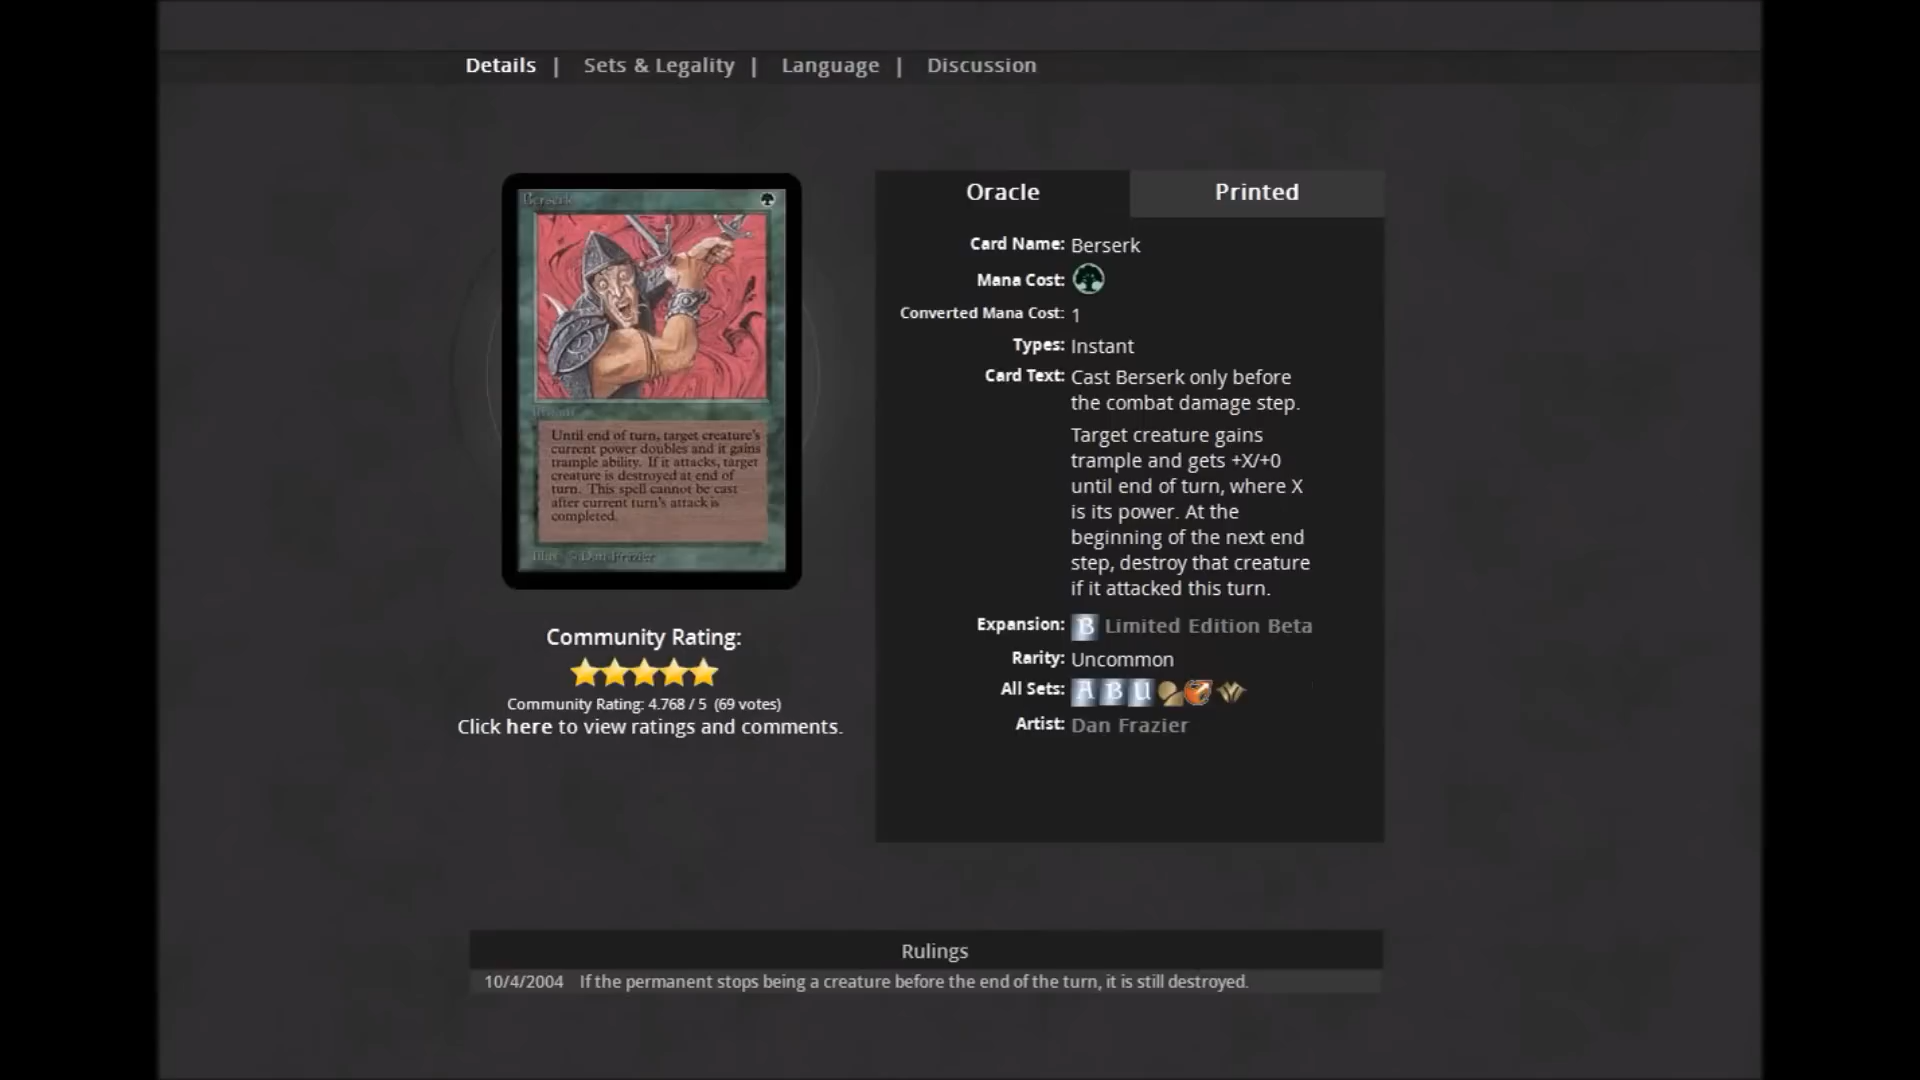 Details | Sets & Legality | Language | Discussion
Berserk
Until end of turn, target creature's
current power doubles and it gains
trample ability. If it attacks, target
creature is destroyed at end of
turn. This spell cannot be cast
after current turn's attack is
completed.
Illus. © Dan Frazier
Community Rating:
Community Rating: 4.768 / 5 (69 votes)
Click here to view ratings and comments.
Oracle
Printed
Card Name: Berserk
Mana Cost:
Converted Mana Cost: 1
Types: Instant
Card Text: Cast Berserk only before
the combat damage step.
Target creature gains
trample and gets +X/+0
until end of turn, where X
is its power. At the
beginning of the next end
step, destroy that creature
if it attacked this turn.
Expansion: B Limited Edition Beta
Rarity: Uncommon
All Sets: A B U
Artist: Dan Frazier
Rulings
10/4/2004 If the permanent stops being a creature before the end of the turn, it is still destroyed.